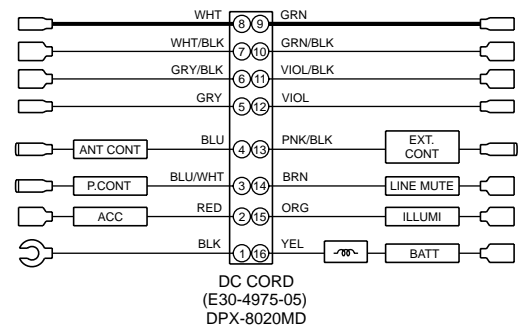 WHT 8 9 GRN
WHT/BLK 7 10 GRN/BLK
GRY/BLK 6 11 VIOL/BLK
GRY 5 12 VIOL
ANT CONT BLU 4 13 PNK/BLK EXT. CONT
P.CONT BLU/WHT 3 14 BRN LINE MUTE
ACC RED 2 15 ORG ILLUMI
BLK 1 16 YEL BATT
DC CORD
(E30-4975-05)
DPX-8020MD